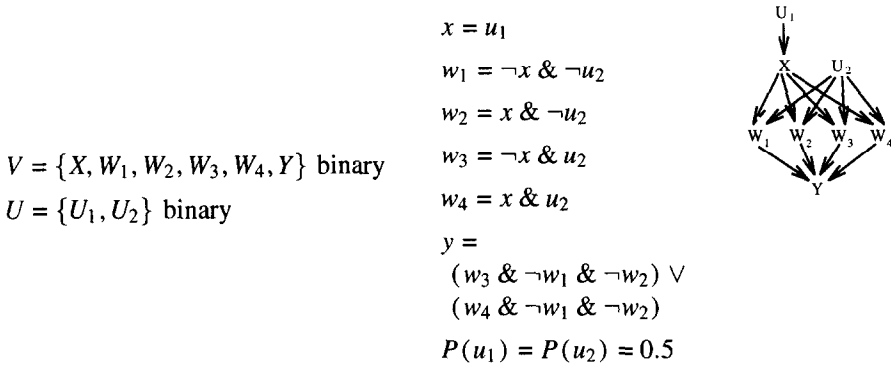 V = {X, W₁, W₂, W₃, W₄, Y} binary
U = {U₁, U₂} binary
x = u₁
w₁ = ¬x & ¬u₂
w₂ = x & ¬u₂
w₃ = ¬x & u₂
w₄ = x & u₂
y =
(w₃ & ¬w₁ & ¬w₂) ∨
(w₄ & ¬w₁ & ¬w₂)
P(u₁) = P(u₂) = 0.5
U₁
X U₂
W₁ W₂ W₃ W₄
Y